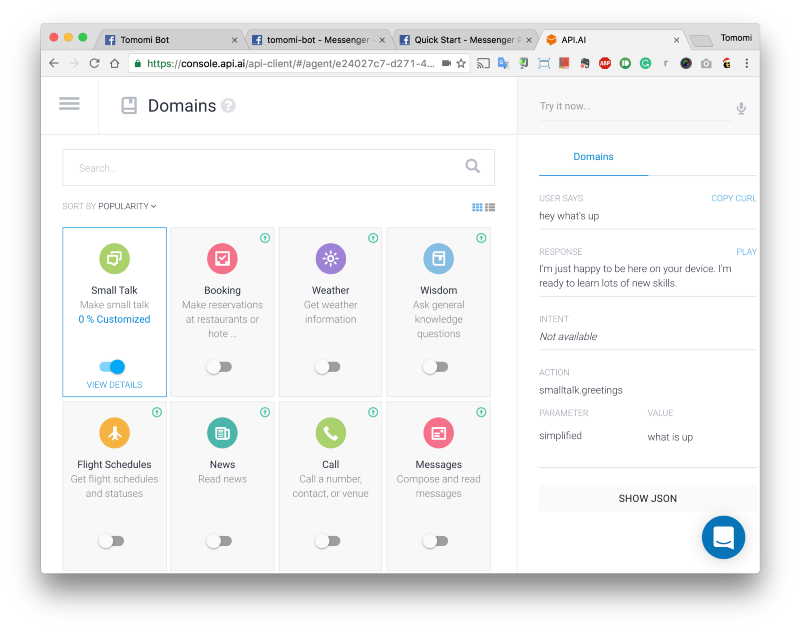 Tomomi Bot
tomomi-bot - Messenger -
Quick Start - Messenger P
API.AI
Tomomi
https://console.api.ai/api-client/#/agent/e24027c7-d271-4...
ABP
Domains ?
Try it now...
Search...
SORT BY POPULARITY
Small Talk
Make small talk
0 % Customized
VIEW DETAILS
Booking
Make reservations
at restaurants or
hote ...
Weather
Get weather
information
Wisdom
Ask general
knowledge
questions
Flight Schedules
Get flight schedules
and statuses
News
Read news
Call
Call a number,
contact, or venue
Messages
Compose and read
messages
Domains
USER SAYS COPY CURL
hey what's up
RESPONSE PLAY
I'm just happy to be here on your device. I'm
ready to learn lots of new skills.
INTENT
Not available
ACTION
smalltalk.greetings
PARAMETER VALUE
simplified what is up
SHOW JSON